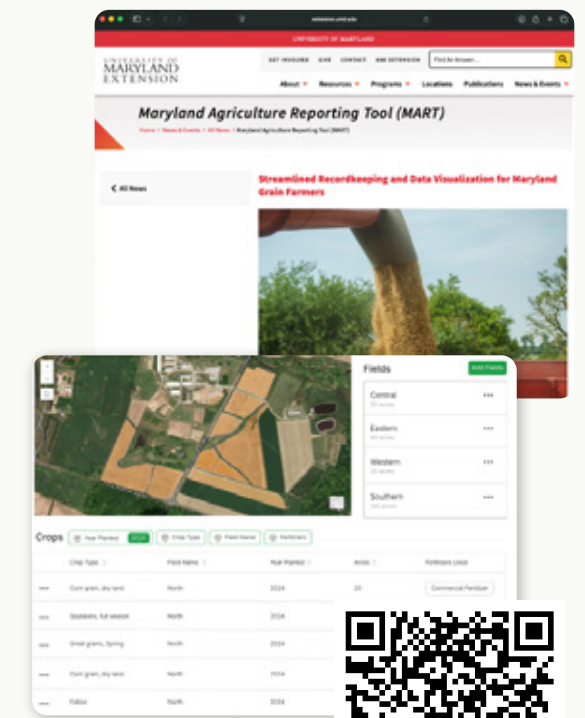 extension.umd.edu
UNIVERSITY OF MARYLAND
UNIVERSITY OF
MARYLAND
EXTENSION
GET INVOLVED GIVE CONTACT ASK EXTENSION Find An Answer...
About Resources Programs Locations Publications News & Events
Maryland Agriculture Reporting Tool (MART)
Home > News & Events > All News > Maryland Agriculture Reporting Tool (MART)
All News
Streamlined Recordkeeping and Data Visualization for Maryland
Grain Farmers
Fields Add Fields
Central
Eastern
Western
Southern
Crops Year Planted 2024 Crop Type Field Name Fertilizers
Crop Type Field Name Year Planted Acres Fertilizers Used
Corn grain, dry land North 2024 20 Commercial Fertilizer
Soybeans, full season North 2024
Small grains, Spring North 2024
Corn grain, dry land North 2024
Fallow North 2024